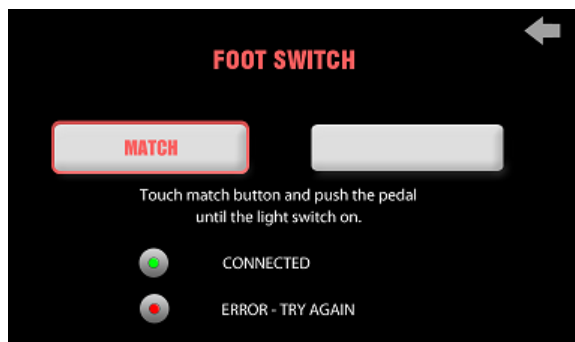 FOOT SWITCH
MATCH
Touch match button and push the pedal
until the light switch on.
CONNECTED
ERROR - TRY AGAIN